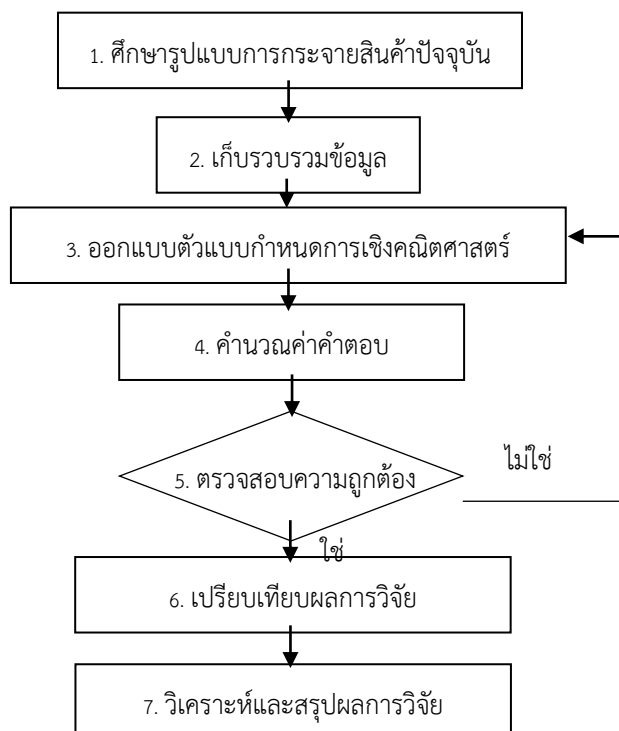 1. ศึกษารูปแบบการกระจายสินค้าปัจจุบัน
2. เก็บรวบรวมข้อมูล
3. ออกแบบตัวแบบกำหนดการเชิงคณิตศาสตร์
4. คำนวณค่าคำตอบ
5. ตรวจสอบความถูกต้อง
ไม่ใช่
ใช่
6. เปรียบเทียบผลการวิจัย
7. วิเคราะห์และสรุปผลการวิจัย